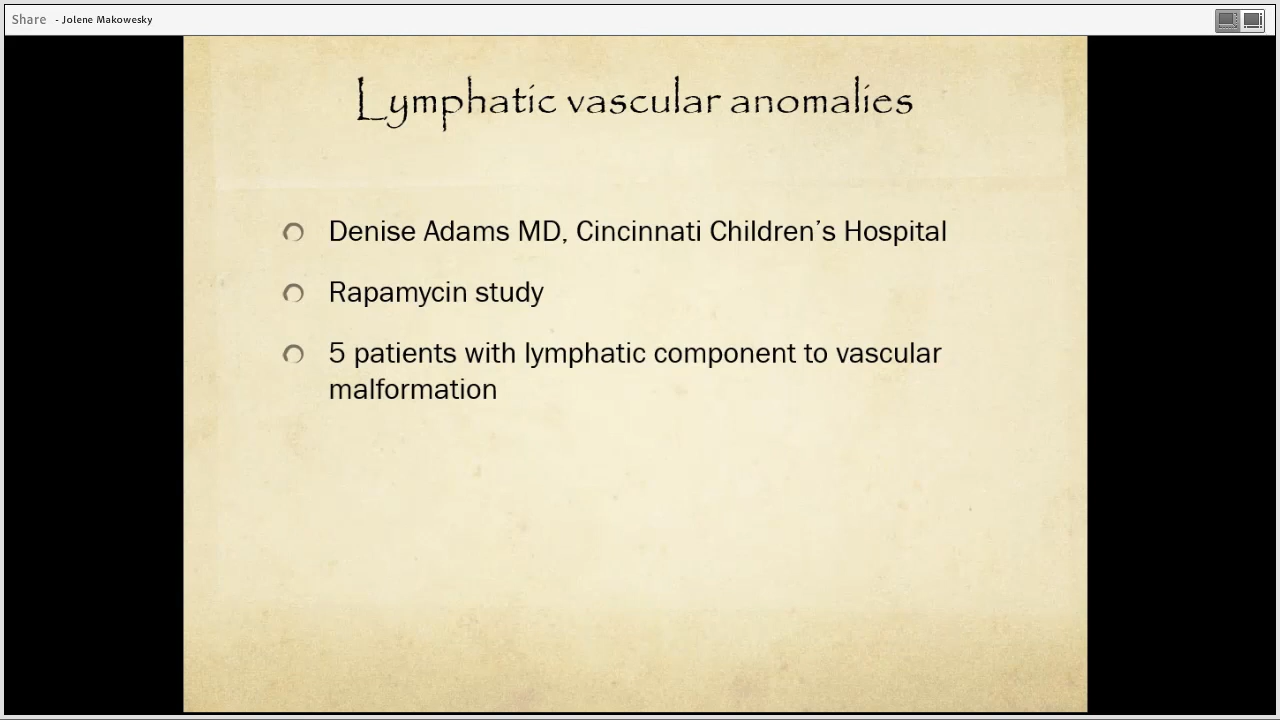 Share - Jolene Makowesky
Lymphatic vascular anomalies
Denise Adams MD, Cincinnati Children’s Hospital
Rapamycin study
5 patients with lymphatic component to vascular
malformation